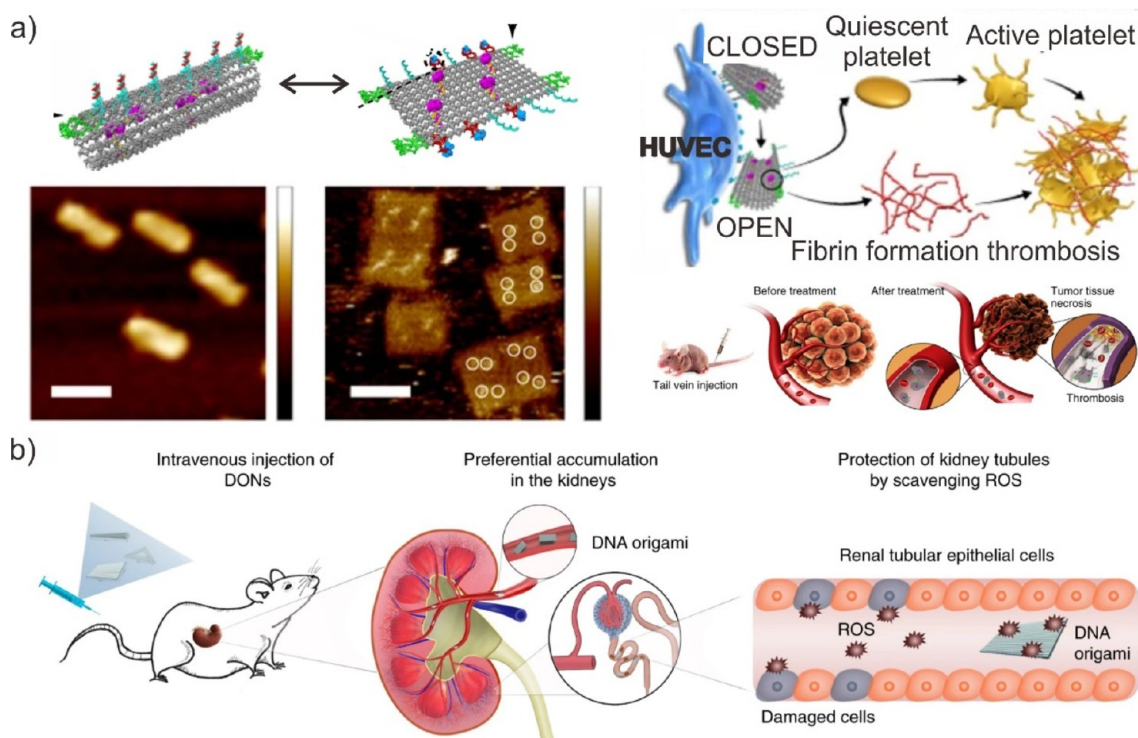 a)
CLOSED
Quiescent
platelet
Active platelet
HUVEC
OPEN
Fibrin formation thrombosis
Before treatment
After treatment
Tumor tissue
necrosis
Tail vein injection
Thrombosis
b)
Intravenous injection of
DONs
Preferential accumulation
in the kidneys
Protection of kidney tubules
by scavenging ROS
DNA origami
Renal tubular epithelial cells
ROS
DNA
origami
Damaged cells